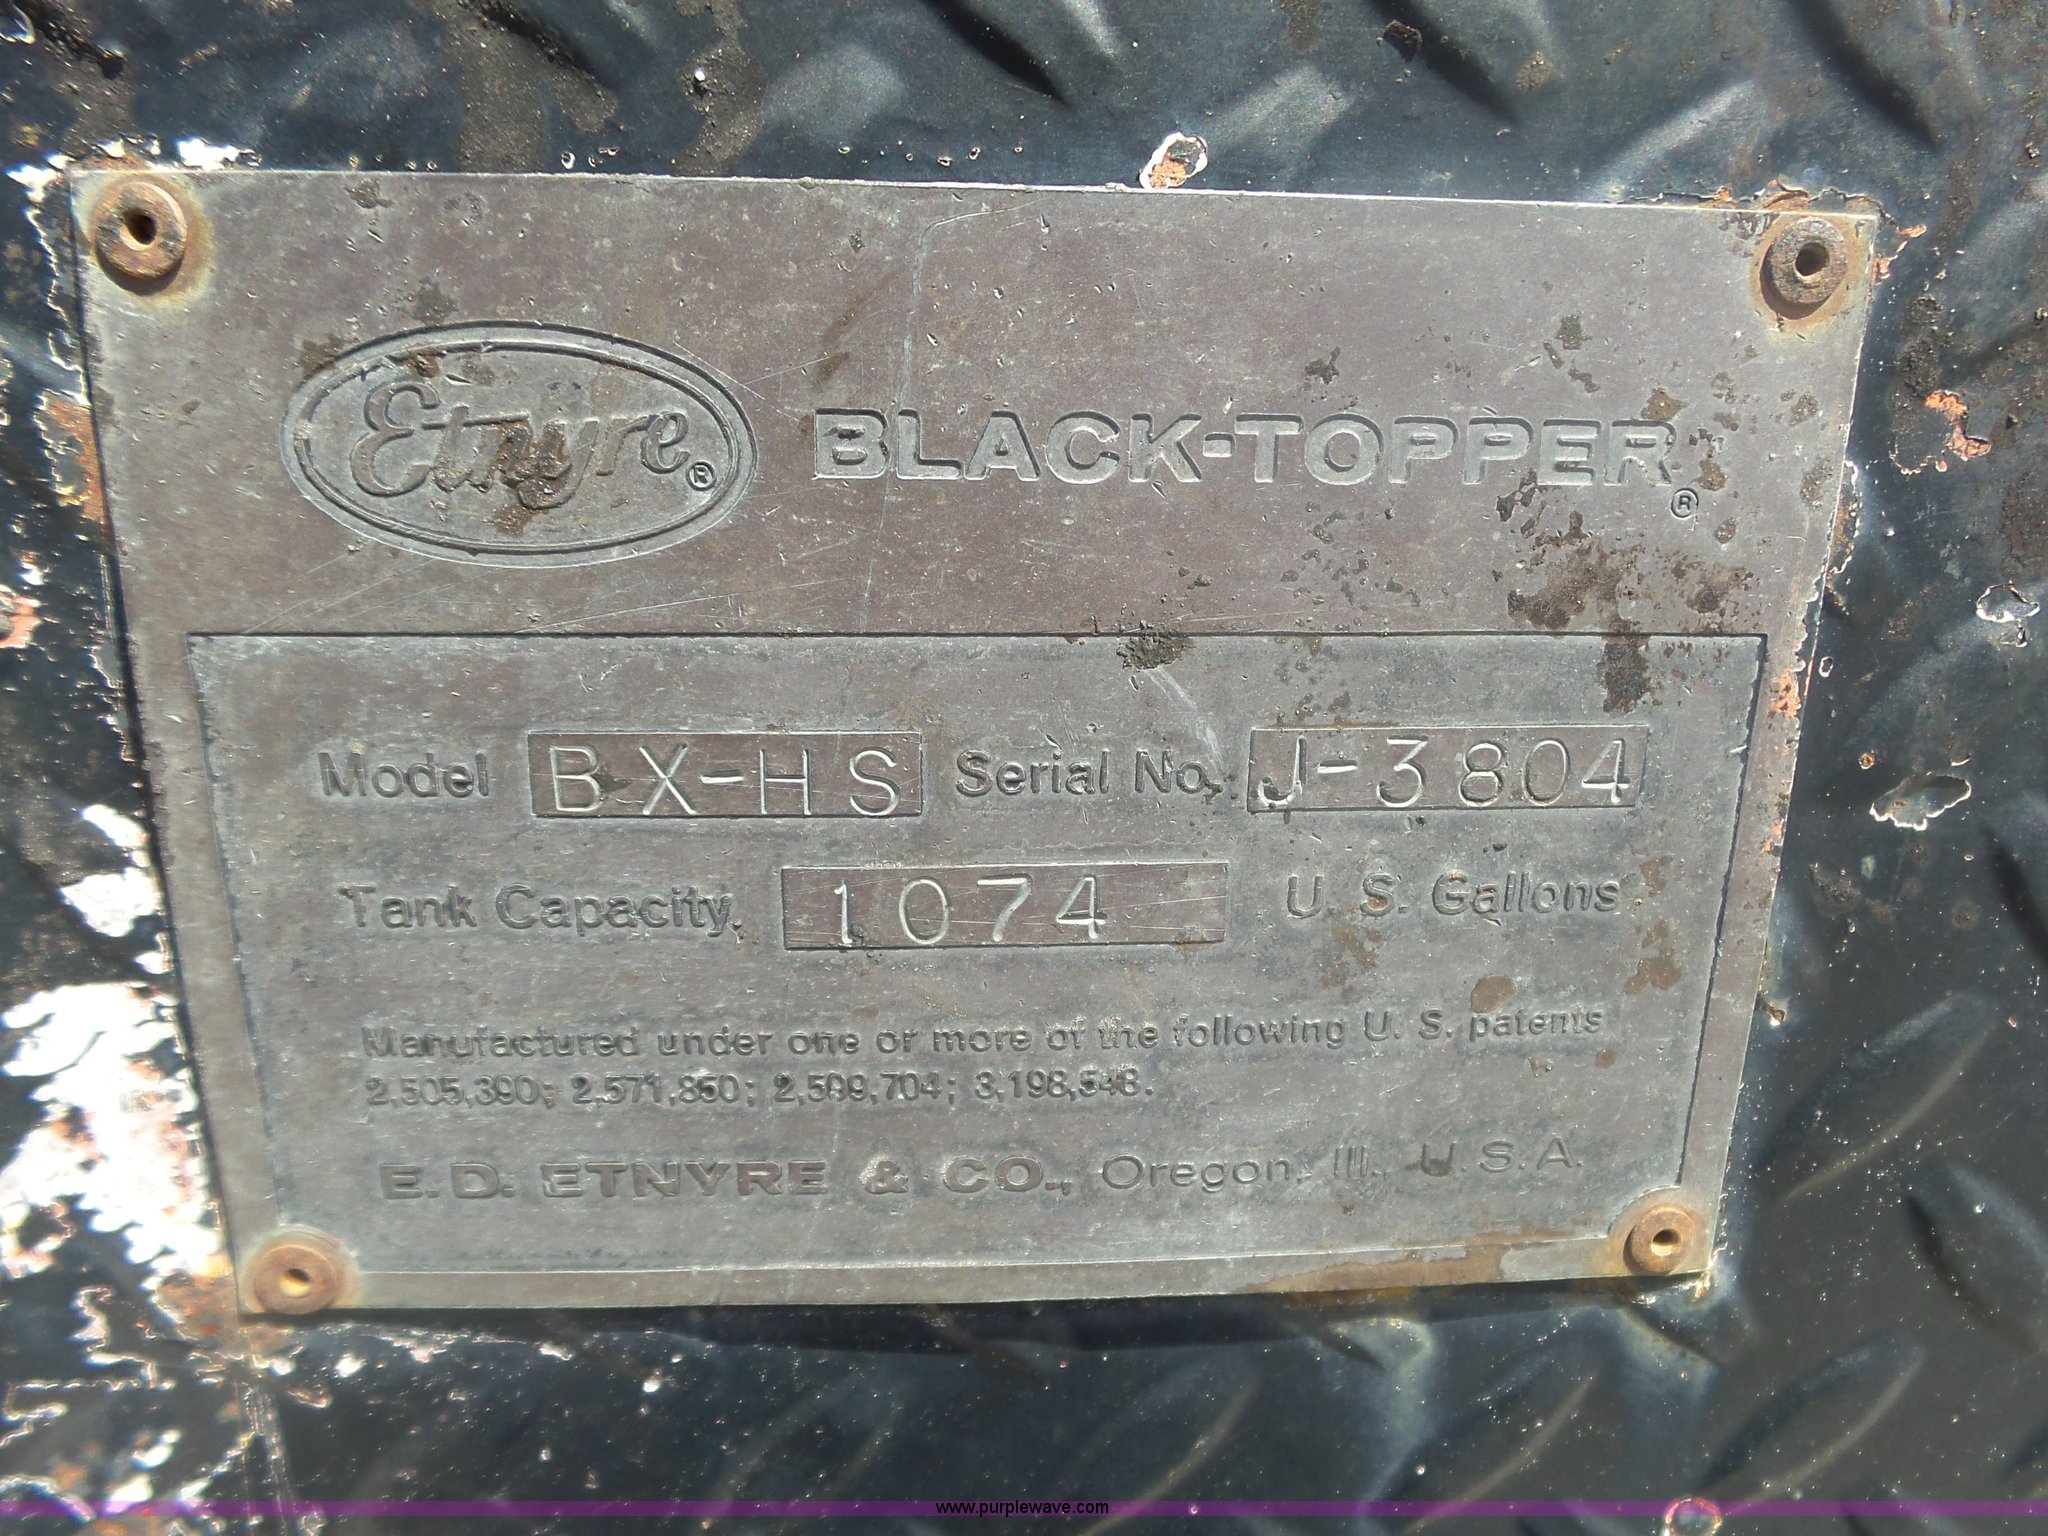 Etnyre® BLACK-TOPPER®
Model BX-HS Serial No. J-3804
Tank Capacity, 1074 U. S. Gallons
Manufactured under one or more of the following U. S. patents
2,505,390; 2,571,850; 2,599,704; 3,198,548.
E. D. ETNYRE & CO., Oregon, Ill., U.S.A.
www.purplewave.com